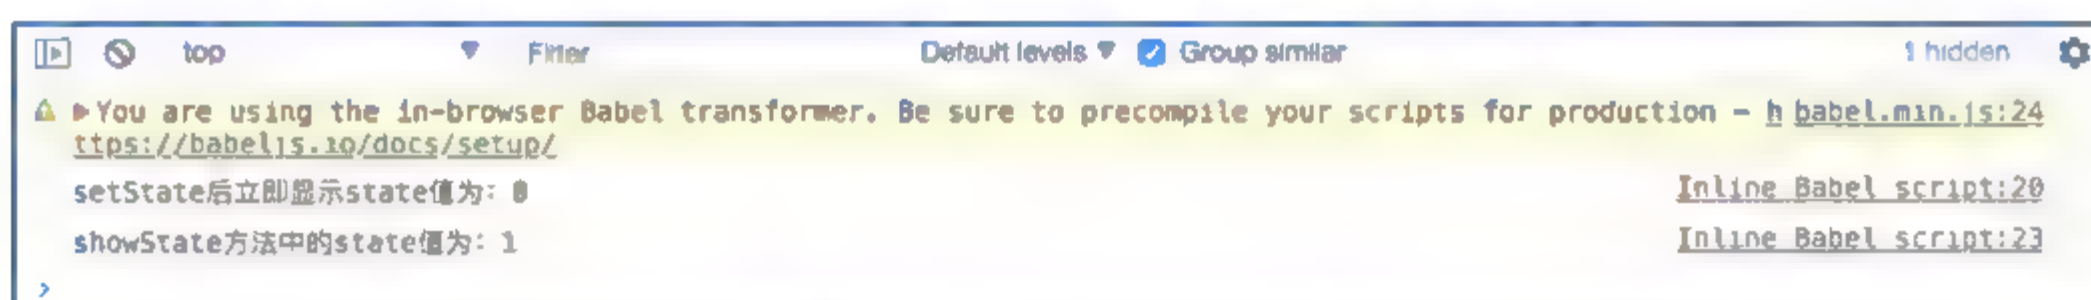 top Filter Default levels Group similar 1 hidden
You are using the in-browser Babel transformer. Be sure to precompile your scripts for production - h babel.min.js:24
ttps://babeljs.io/docs/setup/
setState后立即显示state值为: 0 Inline Babel script:20
showState方法中的state值为: 1 Inline Babel script:23